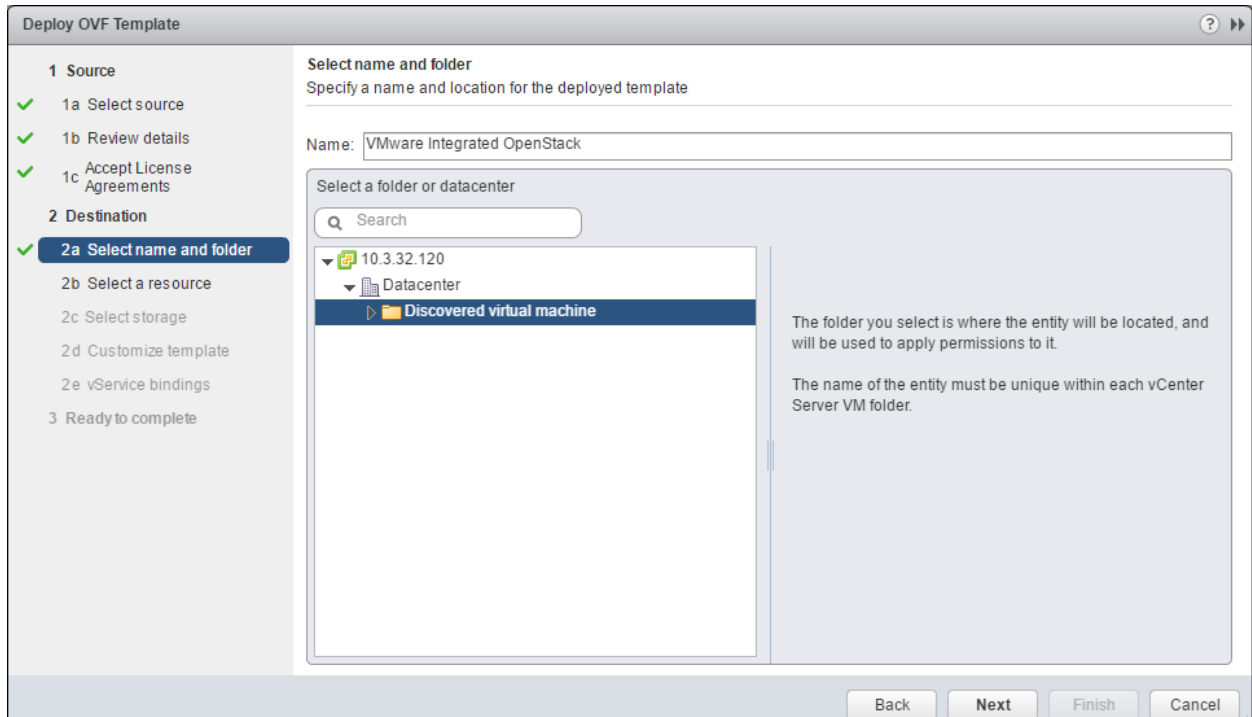 Deploy OVF Template
1 Source
1a Select source
1b Review details
1c Accept License
Agreements
2 Destination
2a Select name and folder
2b Select a resource
2c Select storage
2d Customize template
2e vService bindings
3 Ready to complete
Select name and folder
Specify a name and location for the deployed template
Name: VMware Integrated OpenStack
Select a folder or datacenter
Search
10.3.32.120
Datacenter
Discovered virtual machine
The folder you select is where the entity will be located, and
will be used to apply permissions to it.
The name of the entity must be unique within each vCenter
Server VM folder.
Back Next Finish Cancel